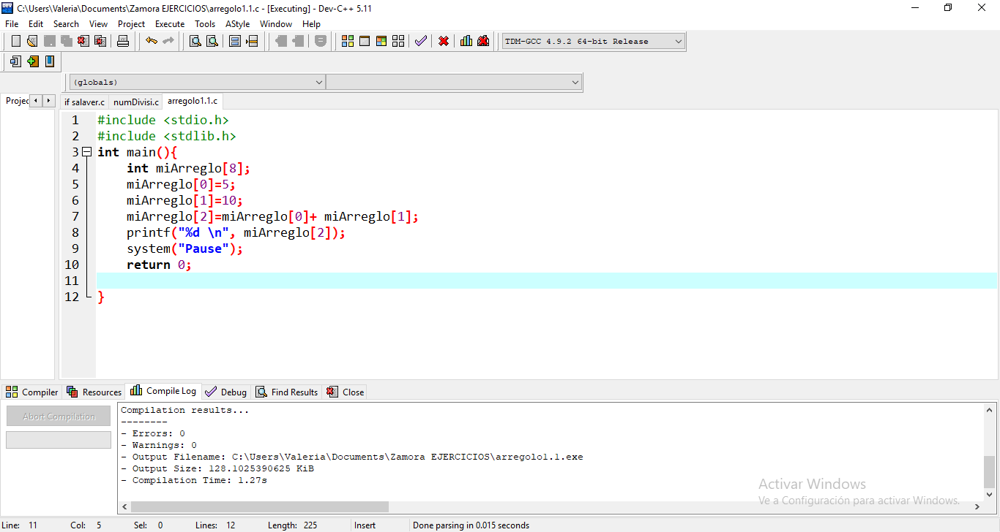 C:\Users\Valeria\Documents\Zamora EJERCICIOS\arregolo1.1.c - [Executing] - Dev-C++ 5.11
File Edit Search View Project Execute Tools AStyle Window Help
TDM-GCC 4.9.2 64-bit Release
(globals)
Projec if salaver.c numDivisi.c arregolo1.1.c
1 #include <stdio.h>
2 #include <stdlib.h>
3 int main(){
4 int miArreglo[8];
5 miArreglo[0]=5;
6 miArreglo[1]=10;
7 miArreglo[2]=miArreglo[0]+ miArreglo[1];
8 printf("%d \n", miArreglo[2]);
9 system("Pause");
10 return 0;
11
12 }
Compiler Resources Compile Log Debug Find Results Close
Abort Compilation
Compilation results...
--------
- Errors: 0
- Warnings: 0
- Output Filename: C:\Users\Valeria\Documents\Zamora EJERCICIOS\arregolo1.1.exe
- Output Size: 128.1025390625 KiB
- Compilation Time: 1.27s
Activar Windows
Ve a Configuración para activar Windows.
Line: 11 Col: 5 Sel: 0 Lines: 12 Length: 225 Insert Done parsing in 0.015 seconds